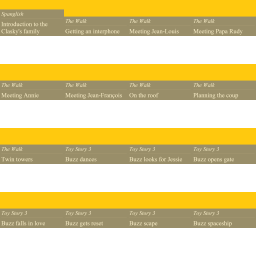 Spanglish
Introduction to the
Clasky's family
The Walk
Getting an interphone
The Walk
Meeting Jean-Louis
The Walk
Meeting Papa Rudy
The Walk
Meeting Annie
The Walk
Meeting Jean-François
The Walk
On the roof
The Walk
Planning the coup
The Walk
Twin towers
Toy Story 3
Buzz dances
Toy Story 3
Buzz looks for Jessie
Toy Story 3
Buzz opens gate
Toy Story 3
Buzz falls in love
Toy Story 3
Buzz gets reset
Toy Story 3
Buzz scape
Toy Story 3
Buzz spaceship